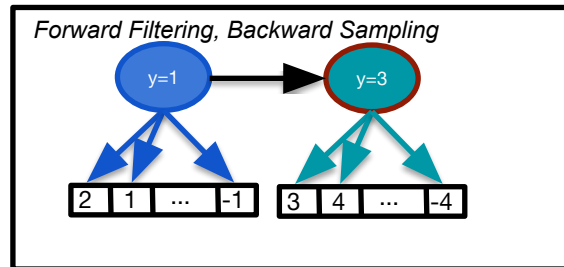 Forward Filtering, Backward Sampling
y=1 y=3
2 1 ... -1 3 4 ... -4